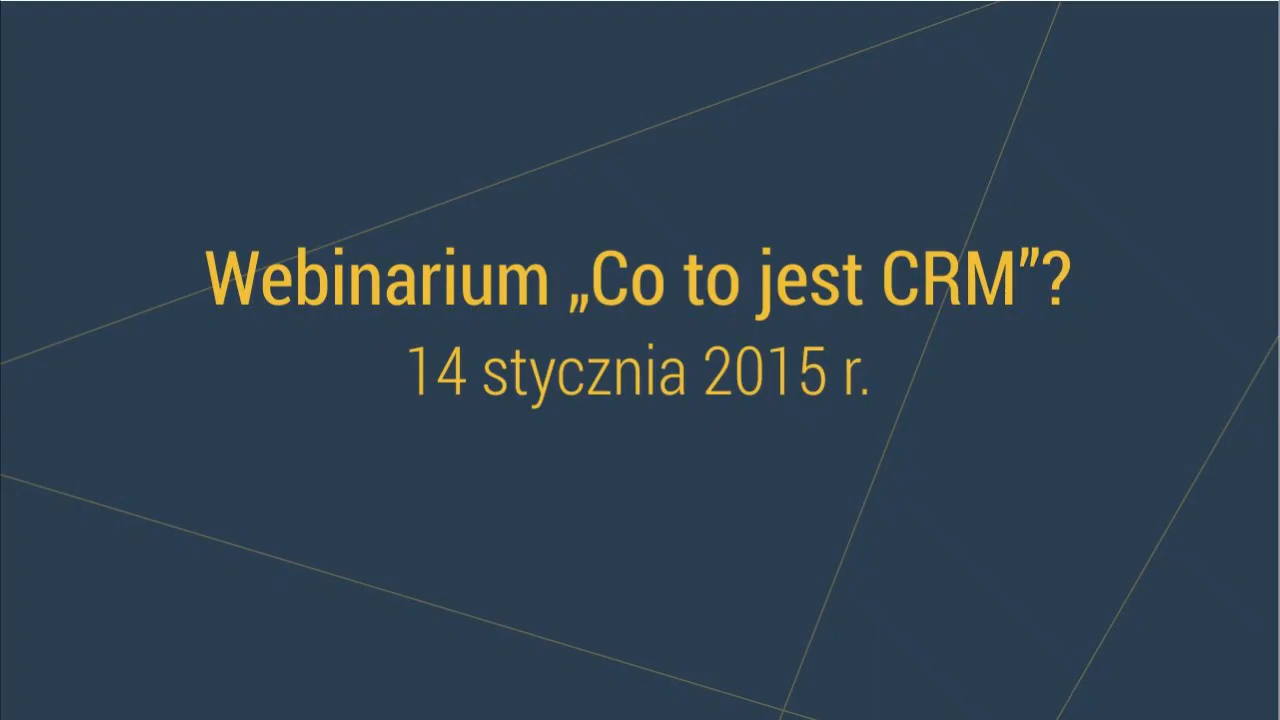 Webinarium „Co to jest CRM”?
14 stycznia 2015 r.